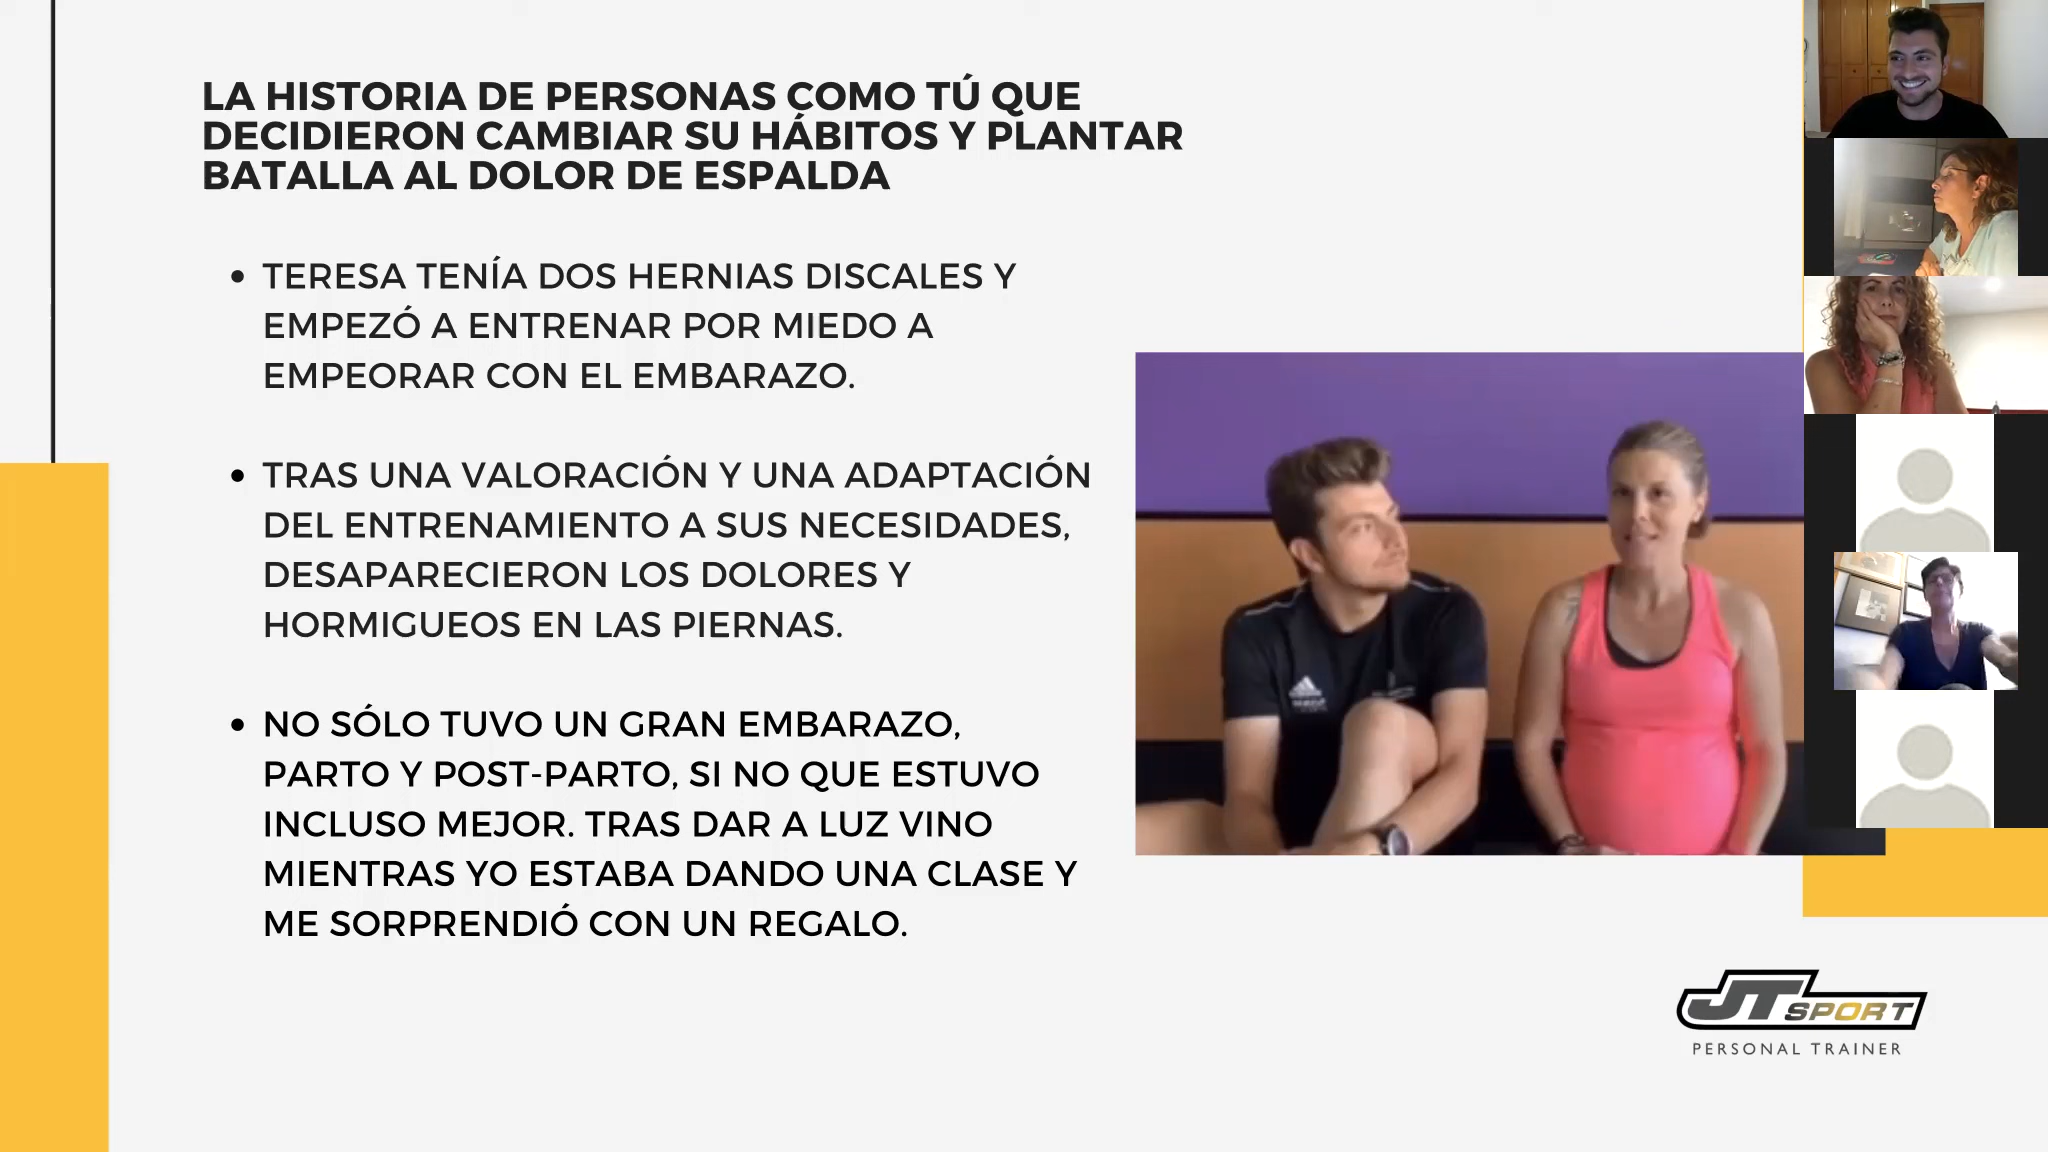 LA HISTORIA DE PERSONAS COMO TÚ QUE
DECIDIERON CAMBIAR SU HÁBITOS Y PLANTAR
BATALLA AL DOLOR DE ESPALDA
• TERESA TENÍA DOS HERNIAS DISCALES Y
EMPEZÓ A ENTRENAR POR MIEDO A
EMPEORAR CON EL EMBARAZO.
• TRAS UNA VALORACIÓN Y UNA ADAPTACIÓN
DEL ENTRENAMIENTO A SUS NECESIDADES,
DESAPARECIERON LOS DOLORES Y
HORMIGUEOS EN LAS PIERNAS.
• NO SÓLO TUVO UN GRAN EMBARAZO,
PARTO Y POST-PARTO, SI NO QUE ESTUVO
INCLUSO MEJOR. TRAS DAR A LUZ VINO
MIENTRAS YO ESTABA DANDO UNA CLASE Y
ME SORPRENDIÓ CON UN REGALO.
JT SPORT
PERSONAL TRAINER